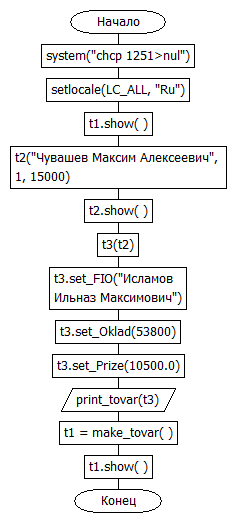 Начало
system("chcp 1251>nul")
setlocale(LC_ALL, "Ru")
t1.show( )
t2("Чувашев Максим Алексеевич",
1, 15000)
t2.show( )
t3(t2)
t3.set_FIO("Исламов
Ильназ Максимович")
t3.set_Oklad(53800)
t3.set_Prize(10500.0)
print_tovar(t3)
t1 = make_tovar( )
t1.show( )
Конец